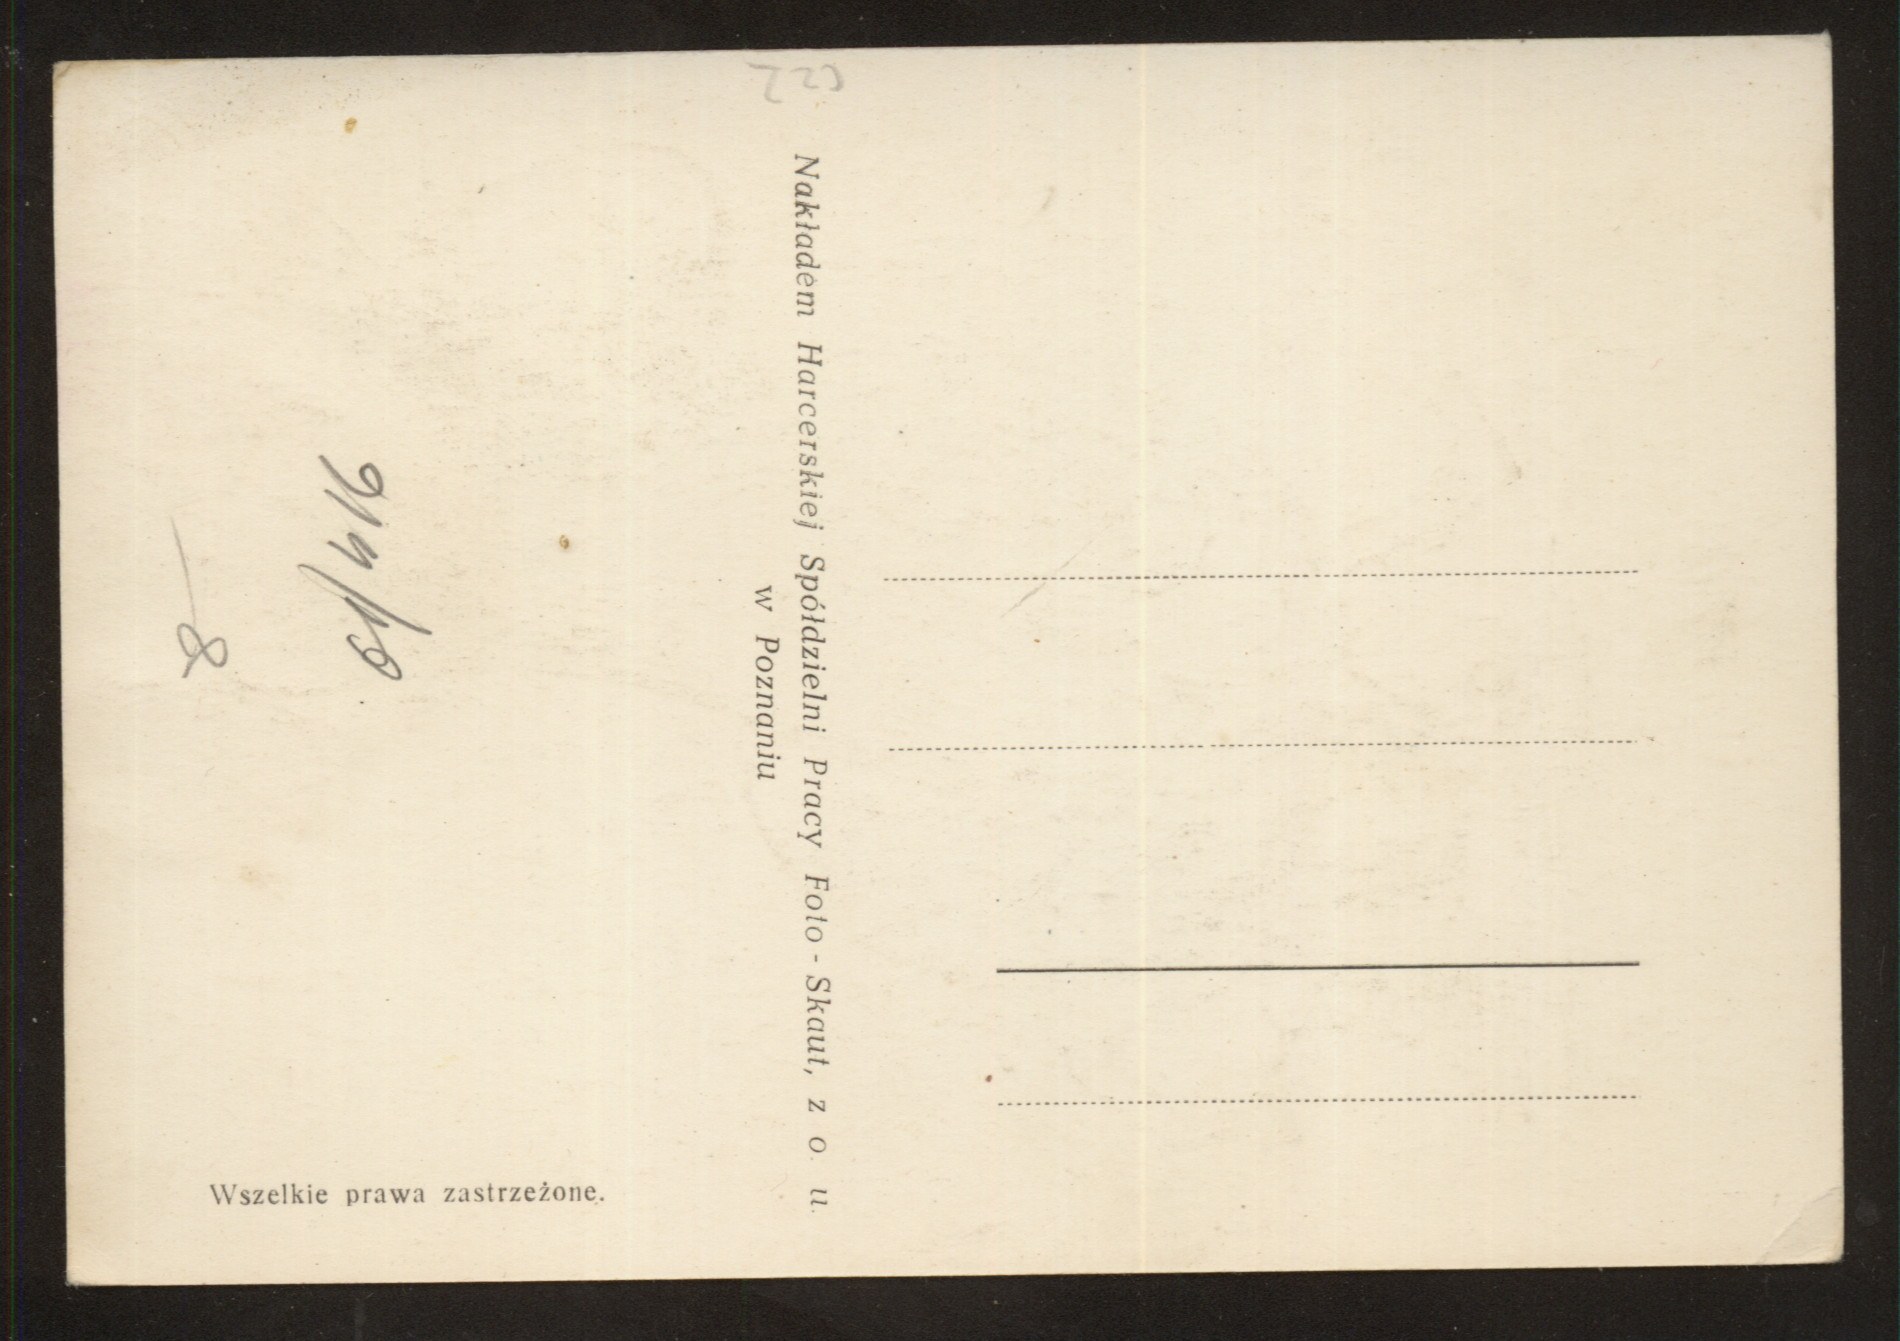 Nakładem Harcerskiej Spółdzielni Pracy Foto-Skaut, z o. u.
w Poznaniu
Wszelkie prawa zastrzeżone.